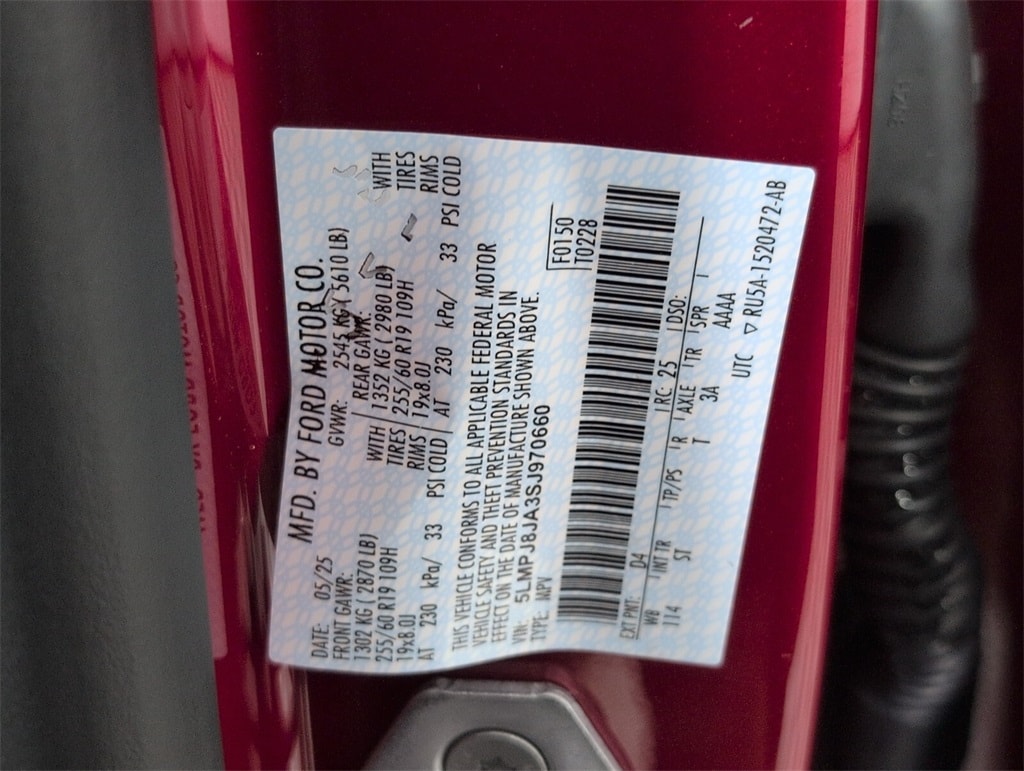 MFD. BY FORD MOTOR CO.
DATE: 05/25 GVWR: 2545 KG ( 5610 LB)
FRONT GAWR: REAR GAWR:
1302 KG ( 2870 LB) WITH 1352 KG ( 2980 LB) WITH
255/60 R19 109H TIRES 255/60 R19 109H TIRES
19x8.0J RIMS 19x8.0J RIMS
AT 230 kPa/ 33 PSI COLD AT 230 kPa/ 33 PSI COLD
THIS VEHICLE CONFORMS TO ALL APPLICABLE FEDERAL MOTOR
VEHICLE SAFETY AND THEFT PREVENTION STANDARDS IN
EFFECT ON THE DATE OF MANUFACTURE SHOWN ABOVE.
VIN: 5LMPJ8JA3SJ970660
TYPE: MPV
F0150
T0228
EXT PNT: D4 RC: 25 DSO:
WB INT TR TP/PS R AXLE TR SPR
114 ST T 3A AAAA
UTC ▽ RU5A-1520472-AB